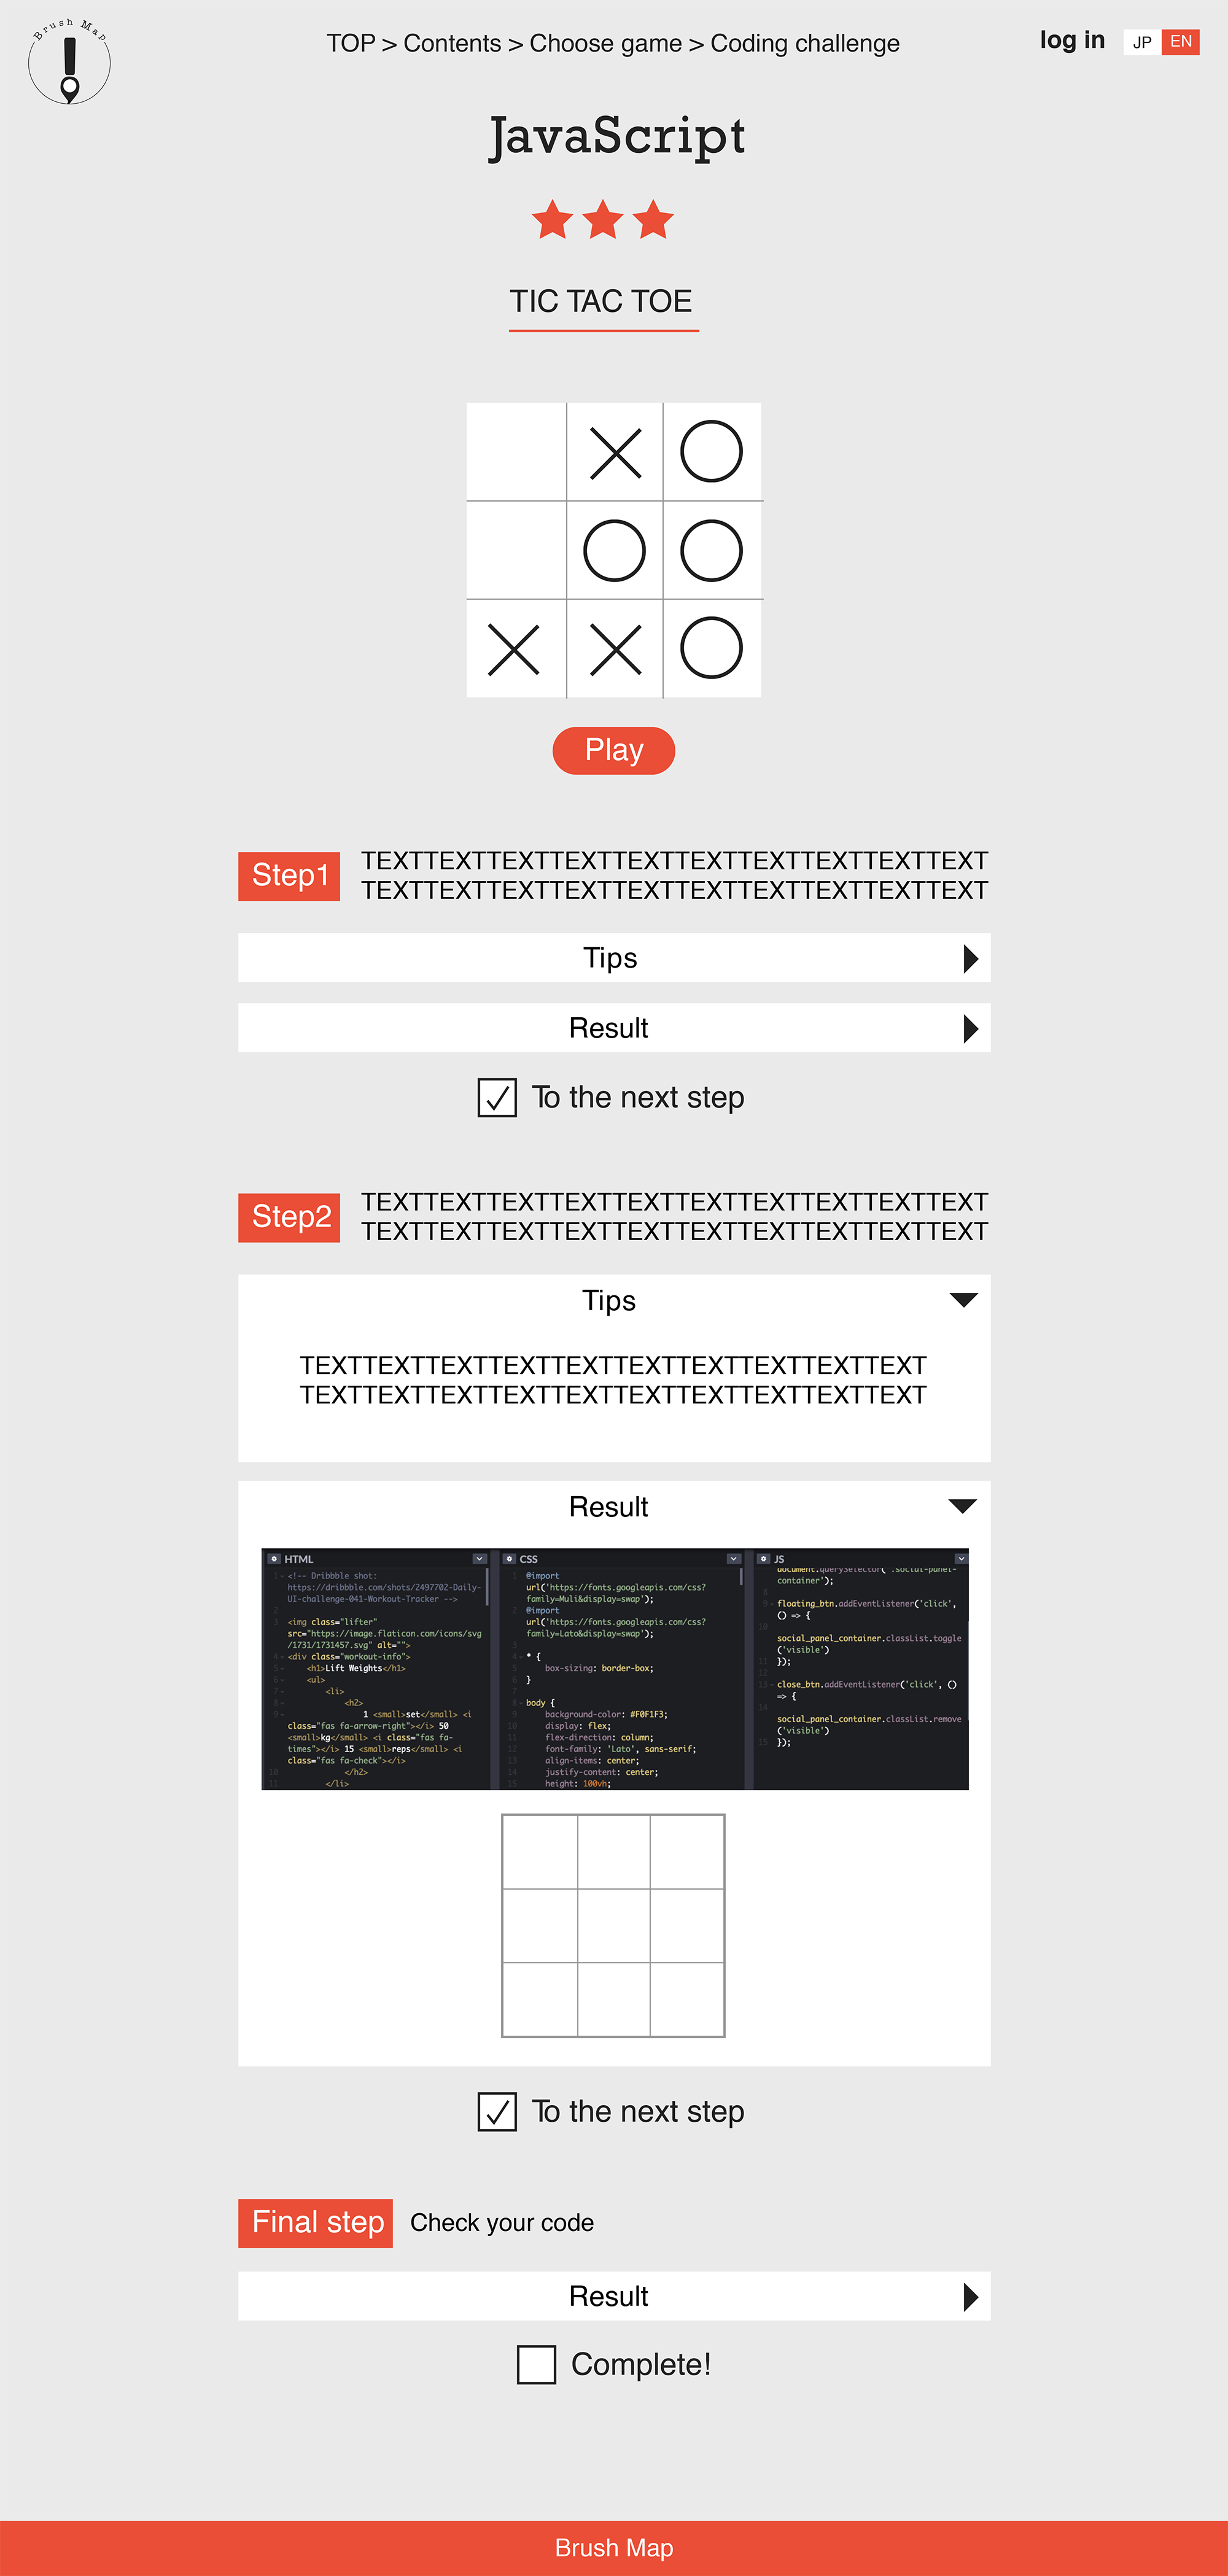 Brush Map
TOP > Contents > Choose game > Coding challenge
log in
JP
EN
JavaScript
TIC TAC TOE
Play
Step1
TEXTTEXTTEXTTEXTTEXTTEXTTEXTTEXTTEXTTEXT
TEXTTEXTTEXTTEXTTEXTTEXTTEXTTEXTTEXTTEXT
Tips
Result
To the next step
Step2
TEXTTEXTTEXTTEXTTEXTTEXTTEXTTEXTTEXTTEXT
TEXTTEXTTEXTTEXTTEXTTEXTTEXTTEXTTEXTTEXT
Tips
TEXTTEXTTEXTTEXTTEXTTEXTTEXTTEXTTEXTTEXT
TEXTTEXTTEXTTEXTTEXTTEXTTEXTTEXTTEXTTEXT
Result
HTML
1 <!-- Dribbble shot:
https://dribbble.com/shots/2497702-Daily-
UI-challenge-041-Workout-Tracker -->
2
3 <img class="lifter"
src="https://image.flaticon.com/icons/svg
/1731/1731457.svg" alt="">
4 <div class="workout-info">
5 <h1>Lift Weights</h1>
6 <ul>
7 <li>
8 <h2>
9 1 <small>set</small> <i
class="fas fa-arrow-right"></i> 50
<small>kg</small> <i class="fas fa-
times"></i> 15 <small>reps</small> <i
class="fas fa-check"></i>
10 </h2>
11 </li>
CSS
1 @import
url('https://fonts.googleapis.com/css?
family=Muli&display=swap');
2 @import
url('https://fonts.googleapis.com/css?
family=Lato&display=swap');
3
4 * {
5 box-sizing: border-box;
6 }
7
8 body {
9 background-color: #F0F1F3;
10 display: flex;
11 flex-direction: column;
12 font-family: 'Lato', sans-serif;
13 align-items: center;
14 justify-content: center;
15 height: 100vh;
JS
document.querySelector('.social-panel-
container');
8
9 floating_btn.addEventListener('click',
() => {
10
social_panel_container.classList.toggle
('visible')
11 });
12
13 close_btn.addEventListener('click', ()
=> {
14
social_panel_container.classList.remove
('visible')
15 });
To the next step
Final step
Check your code
Result
Complete!
Brush Map